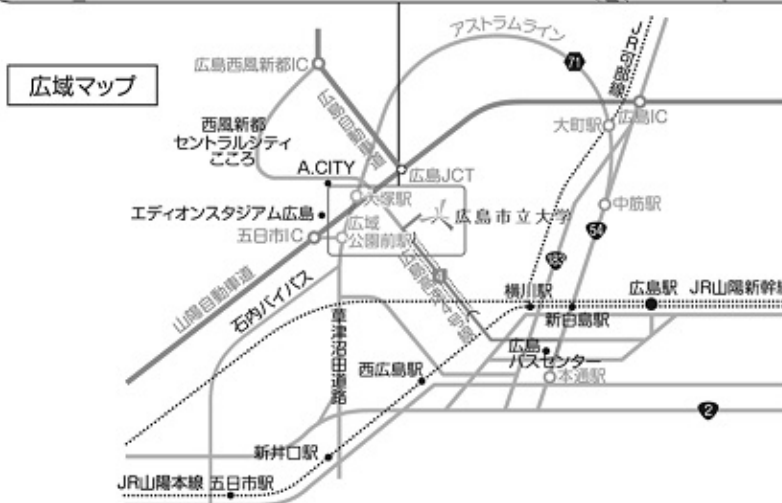 アストラムライン
71
JR可部線
広島西風新都IC
広域マップ
広島自動車道
西風新都
セントラルシティ
こころ
大町駅
広島IC
A.CITY
広島JCT
大塚駅
エディオンスタジアム広島
広島市立大学
中筋駅
五日市IC
広域
公園前駅
54
183
山陽自動車道
石内バイパス
草津沼田道路
横川駅
広島駅
JR山陽新幹線
新白島駅
広島
バスセンター
本通駅
西広島駅
2
新井口駅
JR山陽本線
五日市駅